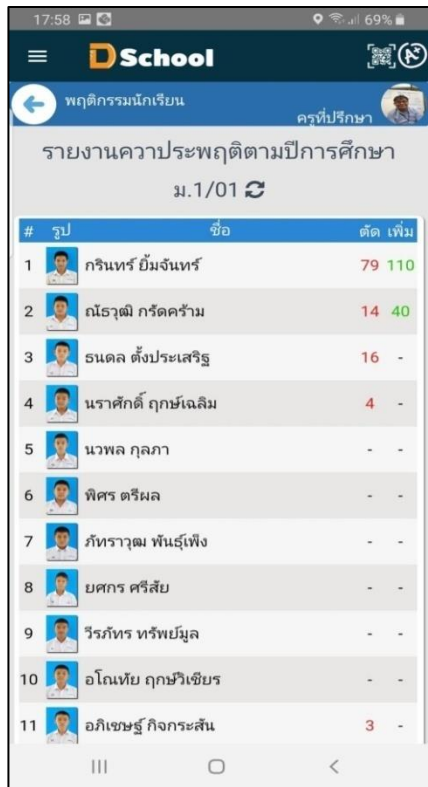 17:58 69%
D School A+
พฤติกรรมนักเรียน
ครูที่ปรึกษา
รายงานความประพฤติตามปีการศึกษา
ม.1/01
# รูป ชื่อ ตัด เพิ่ม
1 กรินทร์ ยิ้มจันทร์ 79 110
2 ณัธวุฒิ กรัดคร้าม 14 40
3 ธนดล ตั้งประเสริฐ 16 -
4 นราศักดิ์ ฤกษ์เฉลิม 4 -
5 นวพล กุลภา - -
6 พิศร ตรีผล - -
7 ภัทราวุฒ พันธุ์เพ็ง - -
8 ยศกร ศรีสัย - -
9 วีรภัทร ทรัพย์มูล - -
10 อโณทัย ฤกษ์วิเชียร - -
11 อภิเชษฐ์ กิจกระสัน 3 -